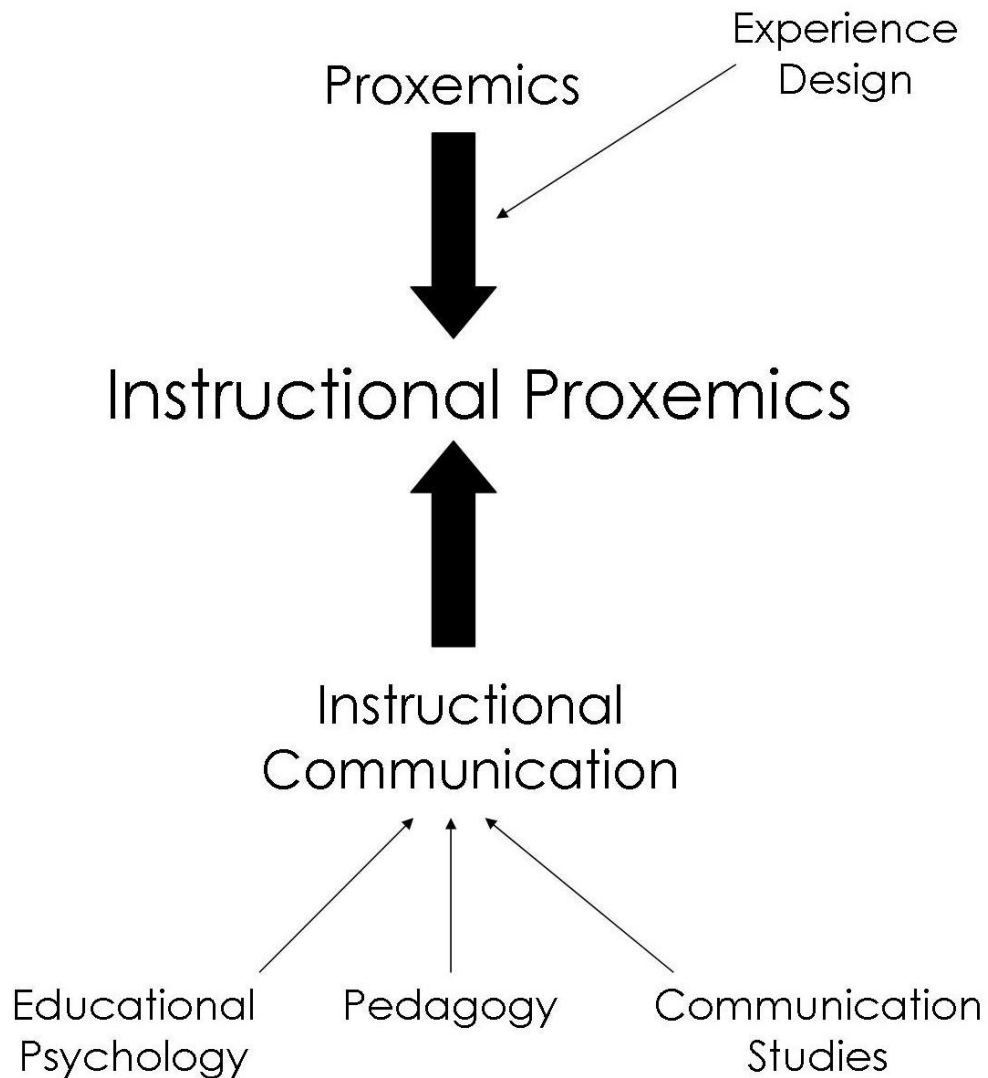 Experience
Design
Proxemics
Instructional Proxemics
Instructional
Communication
Educational
Psychology
Pedagogy
Communication
Studies